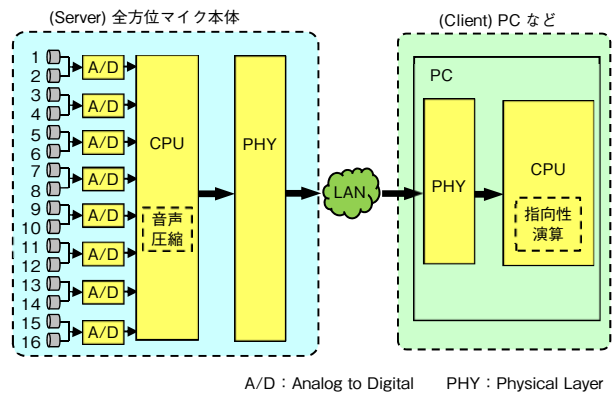 (Server) 全方位マイク本体
(Client) PC など
1
2
A/D
3
4
A/D
5
6
A/D
7
8
A/D
9
10
A/D
11
12
A/D
13
14
A/D
15
16
A/D
CPU
音声
圧縮
PHY
LAN
PC
PHY
CPU
指向性
演算
A/D：Analog to Digital PHY：Physical Layer